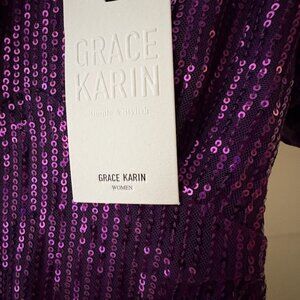 GRACE
KARIN
Simple & Stylish
GRACE KARIN
WOMEN